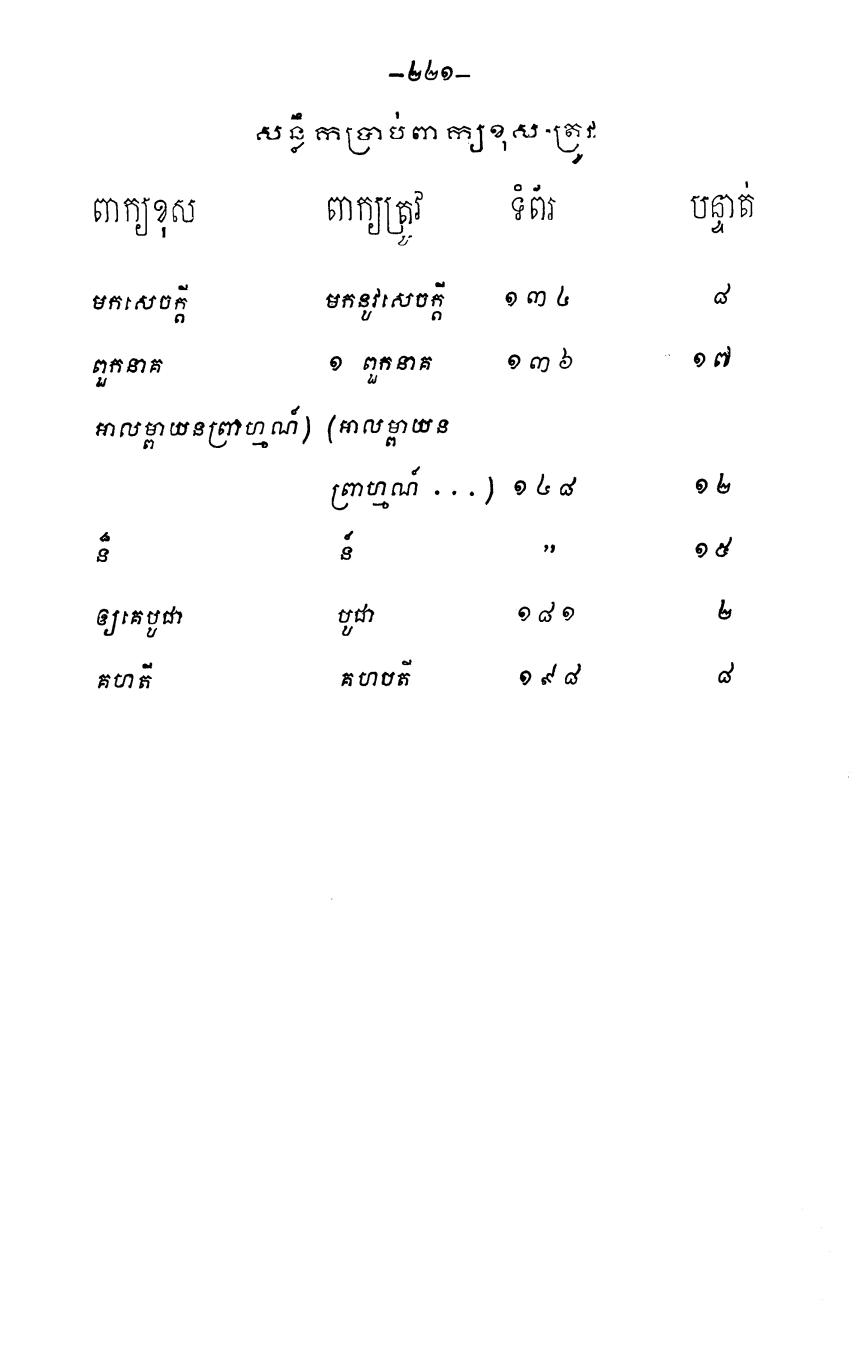 –២២១–
សន្លឹកប្រាប់ពាក្យខុស-ត្រូវ
ពាក្យខុស ពាក្យត្រូវ ទំព័រ បន្ទាត់
មកសេចក្ដី មកនូវសេចក្ដី ១៣៤ ៨
ពួកនាគ ១ ពួកនាគ ១៣៦ ១៧
អាលម្ពាយនព្រាហ្មណ៍) (អាលម្ពាយន
ព្រាហ្មណ៍ ...) ១៤៨ ១២
ន៎ ន៍ ” ១៥
ឲ្យគេបូជា បូជា ១៨១ ២
គហតី គហបតី ១៩៨ ៨